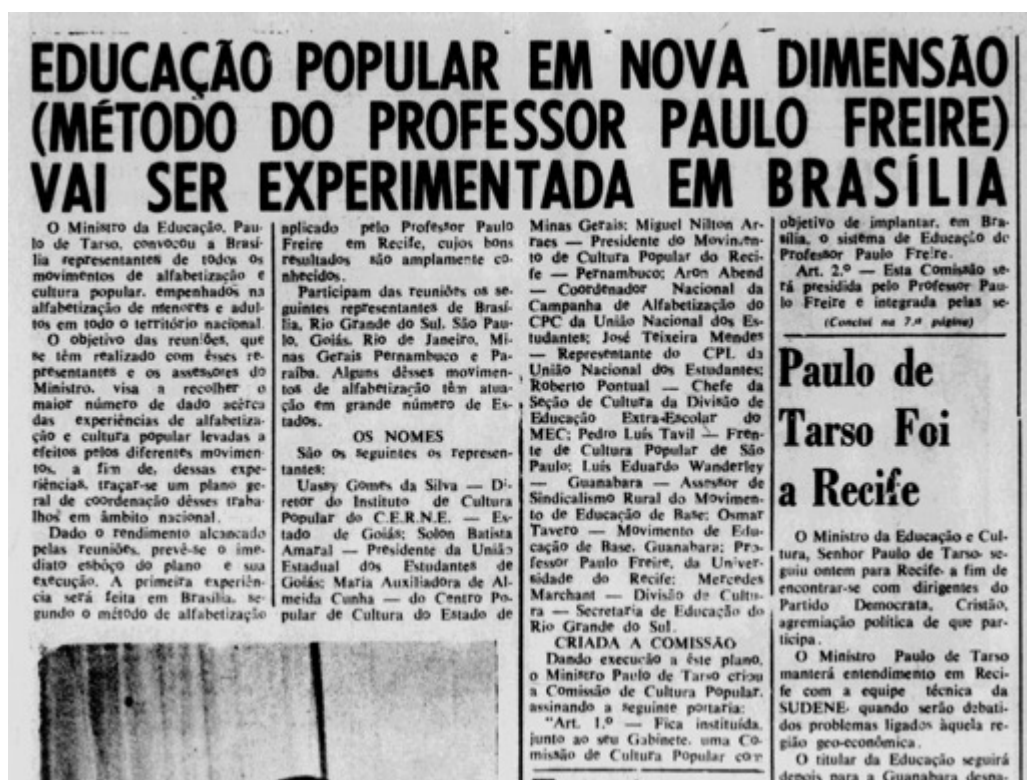 EDUCAÇÃO POPULAR EM NOVA DIMENSÃO
(MÉTODO DO PROFESSOR PAULO FREIRE)
VAI SER EXPERIMENTADA EM BRASÍLIA
O Ministro da Educação, Pau-
lo de Tarso, convocou a Brasí-
lia representantes de todos os
movimentos de alfabetização e
cultura popular, empenhados na
alfabetização de menores e adul-
tos em todo o território nacional.
O objetivo das reuniões, que
se têm realizado com êsses re-
presentantes e os assessores do
Ministro, visa a recolher o
maior número de dado acêrca
das experiências de alfabetiza-
ção e cultura popular levadas a
efeitos pelos diferentes movimen-
tos, a fim de, dessas expe-
riências, traçar-se um plano ge-
ral de coordenação dêsses traba-
lhos em âmbito nacional.
Dado o rendimento alcançado
pelas reuniões, prevê-se o ime-
diato esbôço do plano e sua
execução. A primeira experiên-
cia será feita em Brasília, se-
gundo o método de alfabetização
aplicado pelo Professor Paulo
Freire em Recife, cujos bons
resultados são amplamente co-
nhecidos.
Participam das reuniões os se-
guintes representantes de Brasí-
lia, Rio Grande do Sul, São Pau-
lo, Goiás, Rio de Janeiro, Mi-
nas Gerais Pernambuco e Pa-
raíba. Alguns dêsses movimen-
tos de alfabetização têm atua-
ção em grande número de Es-
tados.
OS NOMES
São os seguintes os represen-
tantes:
Uassy Gomes da Silva — Di-
retor do Instituto de Cultura
Popular do C.E.R.N.E. — Es-
tado de Goiás; Solon Batista
Amaral — Presidente da União
Estadual dos Estudantes de
Goiás; Maria Auxiliadora de Al-
meida Cunha — do Centro Po-
pular de Cultura do Estado de
Minas Gerais; Miguel Nilton Ar-
raes — Presidente do Movimen-
to de Cultura Popular do Reci-
fe — Pernambuco; Aron Abend
— Coordenador Nacional da
Campanha de Alfabetização do
CPC da União Nacional dos Es-
tudantes; José Teixeira Mendes
— Representante do CPL da
União Nacional dos Estudantes;
Roberto Pontual — Chefe da
Seção de Cultura da Divisão de
Educação Extra-Escolar do
MEC; Pedro Luís Tavil — Fren-
te de Cultura Popular de São
Paulo; Luís Eduardo Wanderley
— Guanabara — Assessor de
Sindicalismo Rural do Movimen-
to de Educação de Base; Osmar
Tavero — Movimento de Edu-
cação de Base, Guanabara; Pro-
fessor Paulo Freire, da Univer-
sidade do Recife; Mercedes
Marchant — Divisão de Cultu-
ra — Secretaria de Educação do
Rio Grande do Sul.
CRIADA A COMISSÃO
Dando execução a êste plano,
o Ministro Paulo de Tarso criou
a Comissão de Cultura Popular,
assinando a seguinte portaria:
"Art. 1.º — Fica instituída,
junto ao seu Gabinete, uma Co-
missão de Cultura Popular com
objetivo de implantar, em Bra-
sília, o sistema de Educação do
Professor Paulo Freire.
Art. 2.º — Esta Comissão se-
rá presidida pelo Professor Pau-
lo Freire e integrada pelas se-
(Conclui na 7.ª página)
Paulo de
Tarso Foi
a Recife
O Ministro da Educação e Cul-
tura, Senhor Paulo de Tarso se-
guiu ontem para Recife a fim de
encontrar-se com dirigentes do
Partido Democrata, Cristão,
agremiação política de que par-
ticipa.
O Ministro Paulo de Tarso
manterá entendimento em Reci-
fe com a equipe técnica da
SUDENE quando serão debati-
dos problemas ligados àquela re-
gião geo-econômica.
O titular da Educação seguirá
depois para a Guanabara